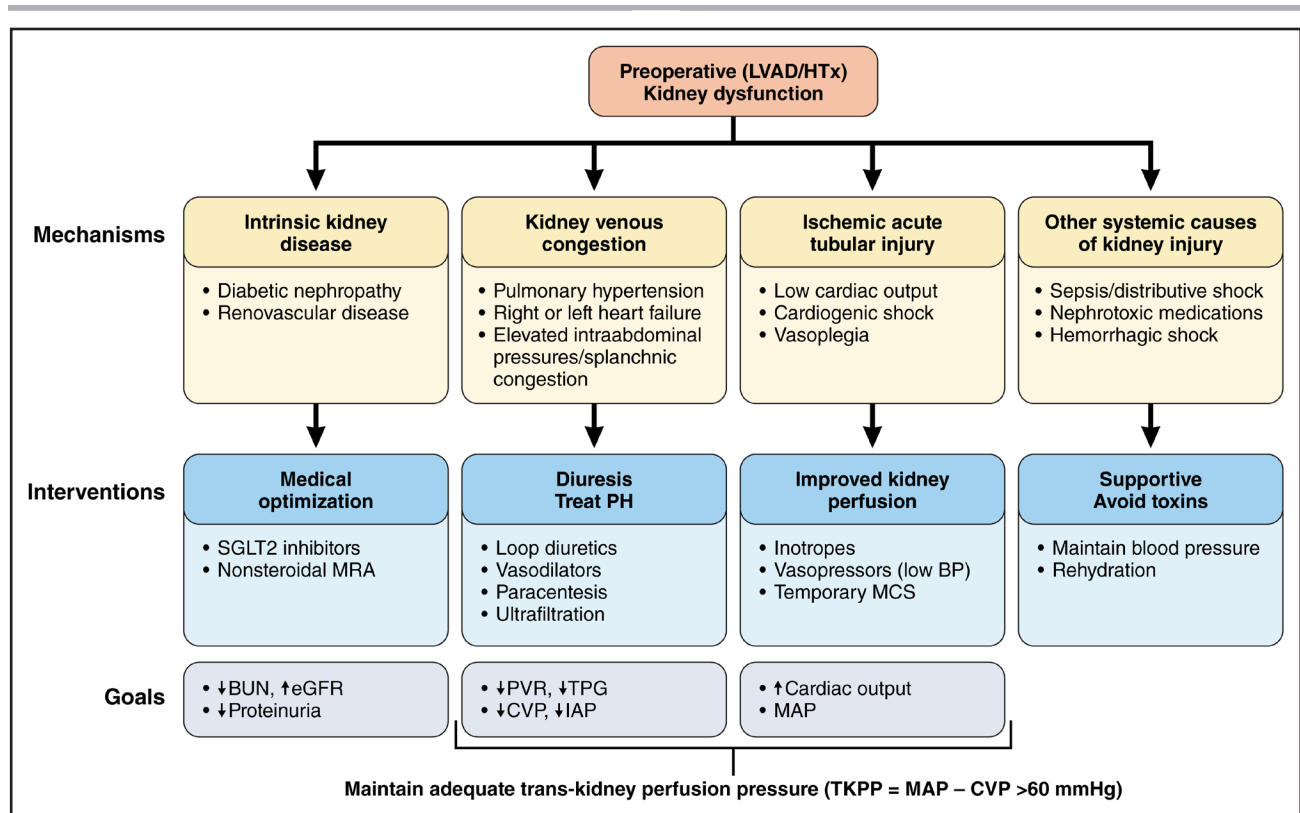 Preoperative (LVAD/HTx)
Kidney dysfunction
Mechanisms
Intrinsic kidney
disease
• Diabetic nephropathy
• Renovascular disease
Kidney venous
congestion
• Pulmonary hypertension
• Right or left heart failure
• Elevated intraabdominal
pressures/splanchnic
congestion
Ischemic acute
tubular injury
• Low cardiac output
• Cardiogenic shock
• Vasoplegia
Other systemic causes
of kidney injury
• Sepsis/distributive shock
• Nephrotoxic medications
• Hemorrhagic shock
Interventions
Medical
optimization
• SGLT2 inhibitors
• Nonsteroidal MRA
Diuresis
Treat PH
• Loop diuretics
• Vasodilators
• Paracentesis
• Ultrafiltration
Improved kidney
perfusion
• Inotropes
• Vasopressors (low BP)
• Temporary MCS
Supportive
Avoid toxins
• Maintain blood pressure
• Rehydration
Goals
• ↓BUN, ↑eGFR
• ↓Proteinuria
• ↓PVR, ↓TPG
• ↓CVP, ↓IAP
• ↑Cardiac output
• MAP
Maintain adequate trans-kidney perfusion pressure (TKPP = MAP – CVP >60 mmHg)